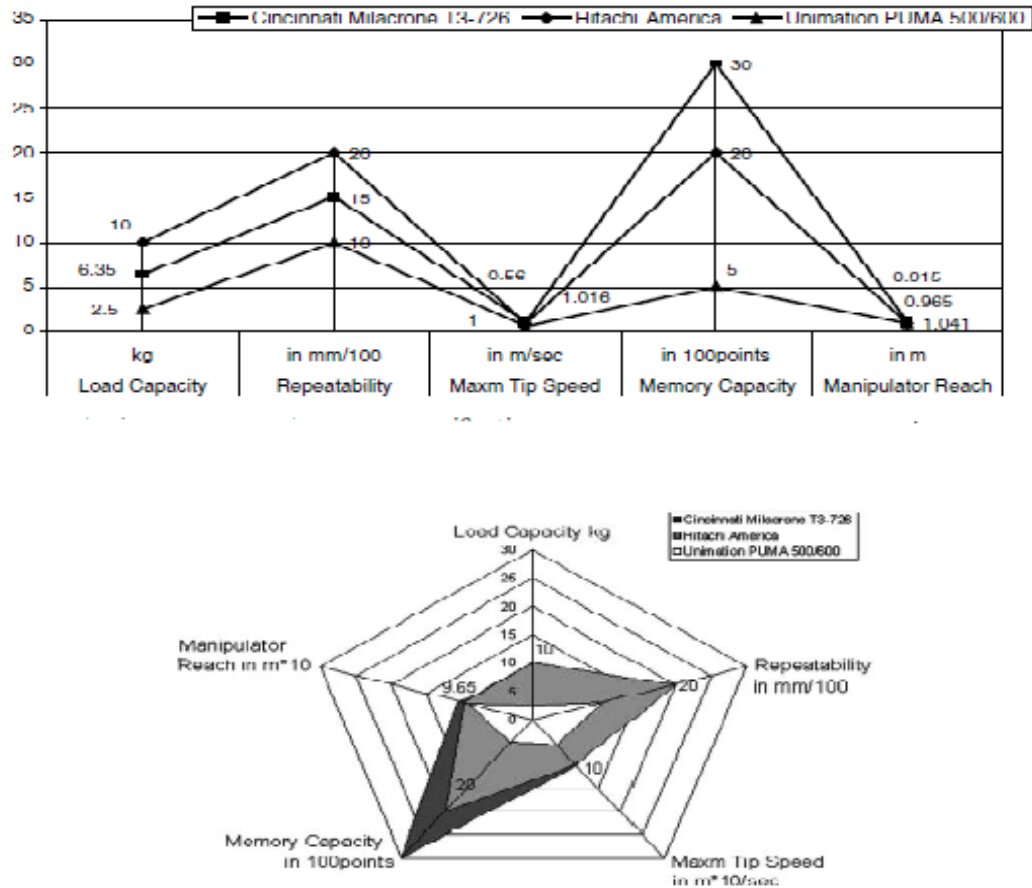 35
Cincinnati Milacrone T3-726 Hitachi America Unimation PUMA 500/600
30
25
20
15
10
5
0
10
6.35
2.5
20
15
10
0.56
1.016
1
30
20
5
0.015
0.965
1.041
kg in mm/100 in m/sec in 100points in m
Load Capacity Repeatability Maxm Tip Speed Memory Capacity Manipulator Reach
Cincinnati Milacrone T3-726
Hitachi America
Unimation PUMA 500/600
Load Capacity kg
30
25
20
15
10
5
0
10
Manipulator
Reach in m*10
9.65
Repeatability
in mm/100
20
10
20
Memory Capacity
in 100points
Maxm Tip Speed
in m*10/sec